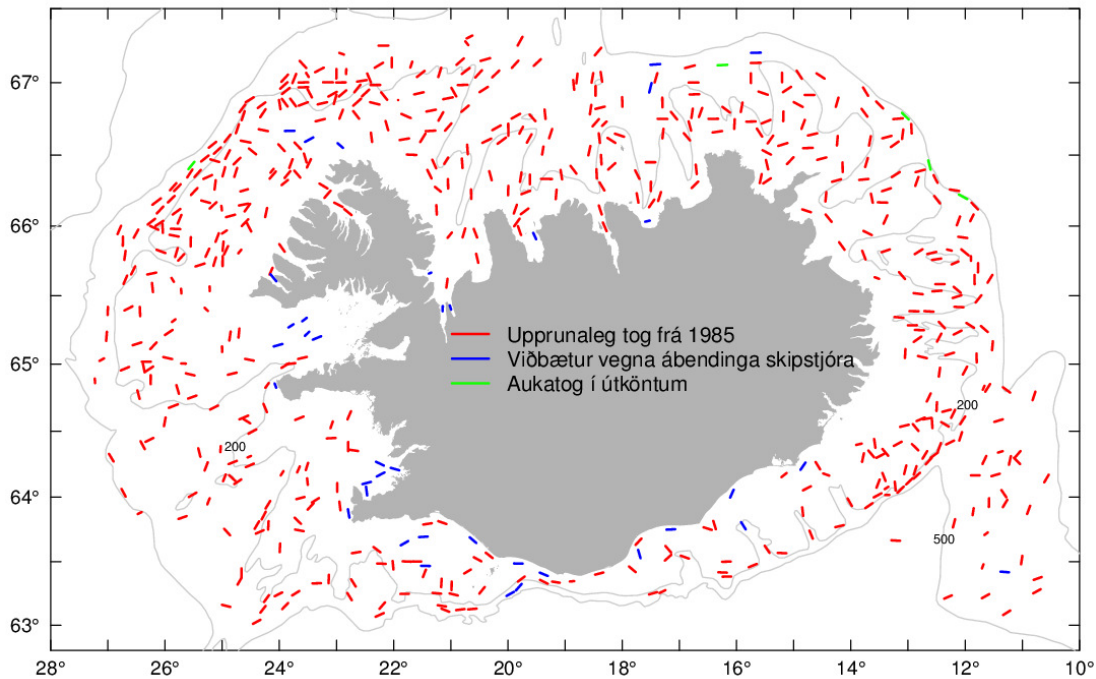 67°
66°
65°
64°
63°
Upprunaleg tog frá 1985
Viðbætur vegna ábendinga skipstjóra
Aukatog í útköntum
200
200
500
28° 26° 24° 22° 20° 18° 16° 14° 12° 10°